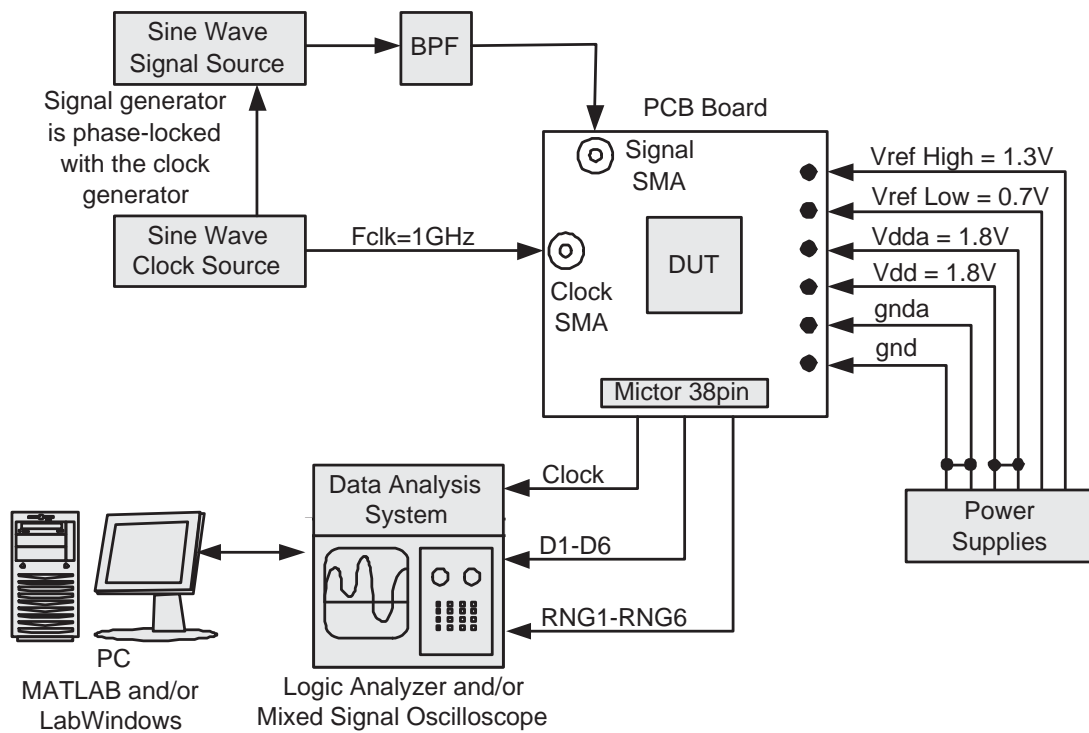 Sine Wave
Signal Source
BPF
Signal generator
is phase-locked
with the clock
generator
Sine Wave
Clock Source
Fclk=1GHz
PCB Board
Signal
SMA
Clock
SMA
DUT
Mictor 38pin
Vref High = 1.3V
Vref Low = 0.7V
Vdda = 1.8V
Vdd = 1.8V
gnda
gnd
Power
Supplies
Data Analysis
System
Clock
D1-D6
RNG1-RNG6
PC
MATLAB and/or
LabWindows
Logic Analyzer and/or
Mixed Signal Oscilloscope